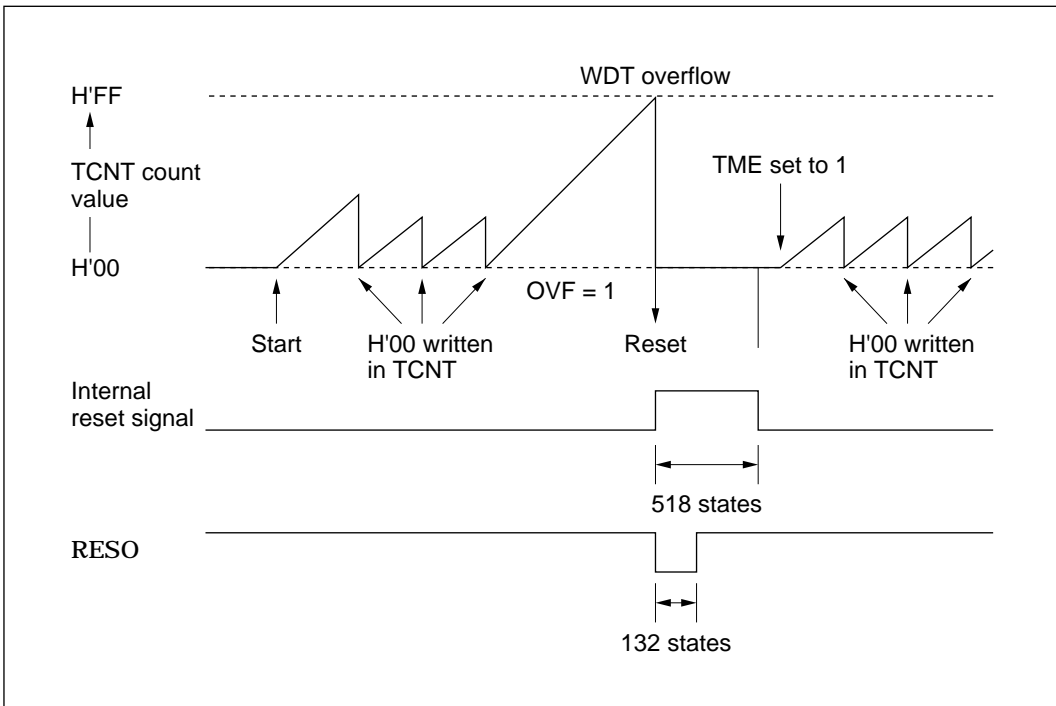 WDT overflow
H'FF
TCNT count
value
TME set to 1
H'00
OVF = 1
Start
H'00 written
in TCNT
Reset
H'00 written
in TCNT
Internal
reset signal
518 states
RESO
132 states